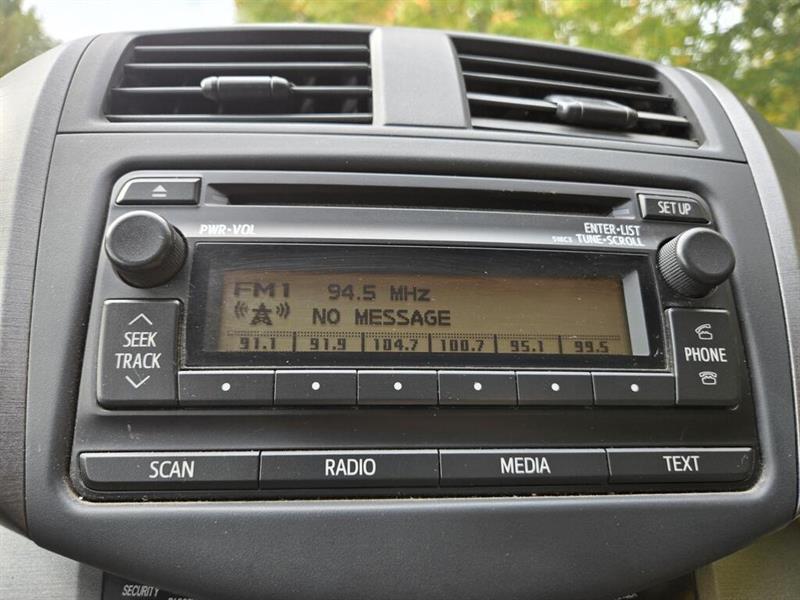 SET UP
PWR•VOL
ENTER•LIST
TUNE•SCROLL
FM1 94.5 MHz
NO MESSAGE
91.1 91.9 104.7 100.7 95.1 99.5
SEEK
TRACK
PHONE
SCAN RADIO MEDIA TEXT
SECURITY